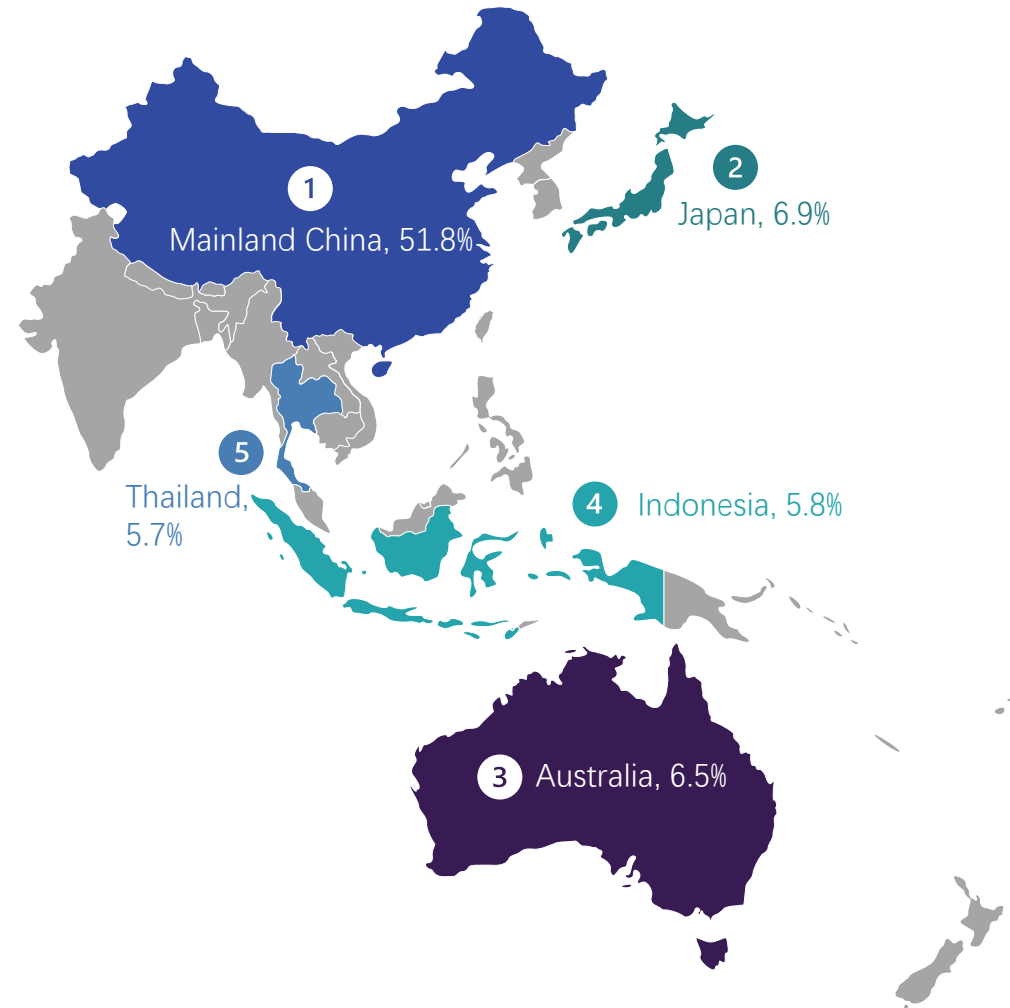 1
Mainland China, 51.8%
2
Japan, 6.9%
5
Thailand,
5.7%
4
Indonesia, 5.8%
3
Australia, 6.5%